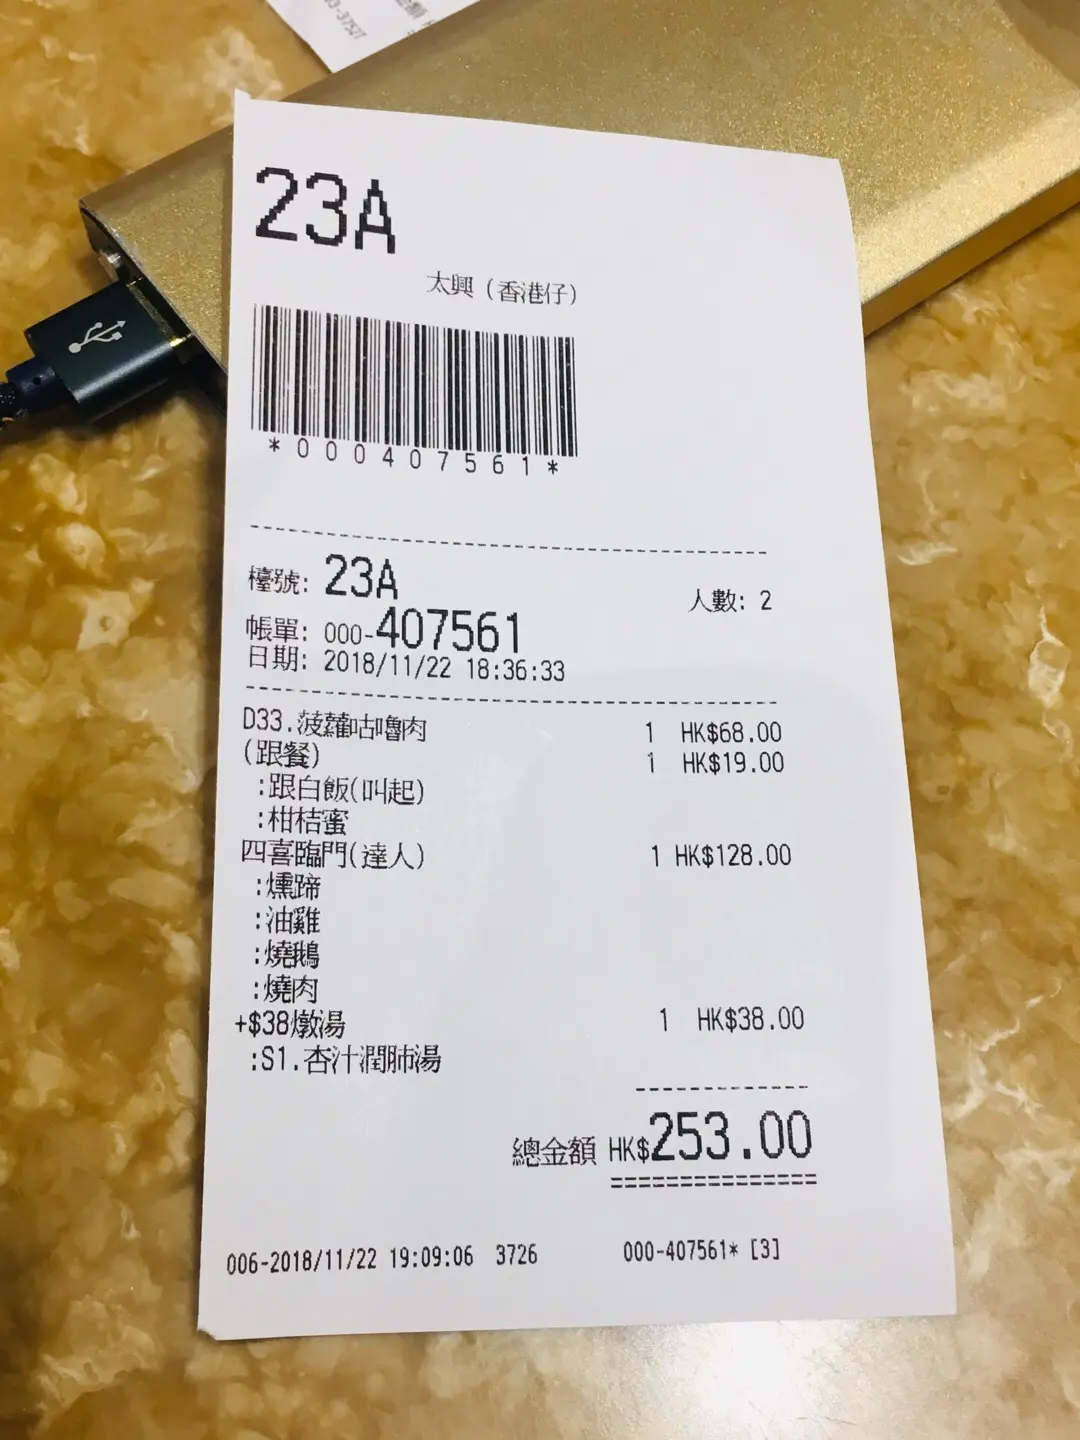 33-37527
23A
太興（香港仔）
*000407561*
檯號: 23A 人數: 2
帳單: 000-407561
日期: 2018/11/22 18:36:33
D33.菠蘿咕嚕肉 1 HK$68.00
(跟餐) 1 HK$19.00
:跟白飯(叫起)
:柑桔蜜
四喜臨門(達人) 1 HK$128.00
:燻蹄
:油雞
:燒鵝
:燒肉
+$38燉湯 1 HK$38.00
:S1.杏汁潤肺湯
總金額 HK$253.00
006-2018/11/22 19:09:06 3726 000-407561* [3]